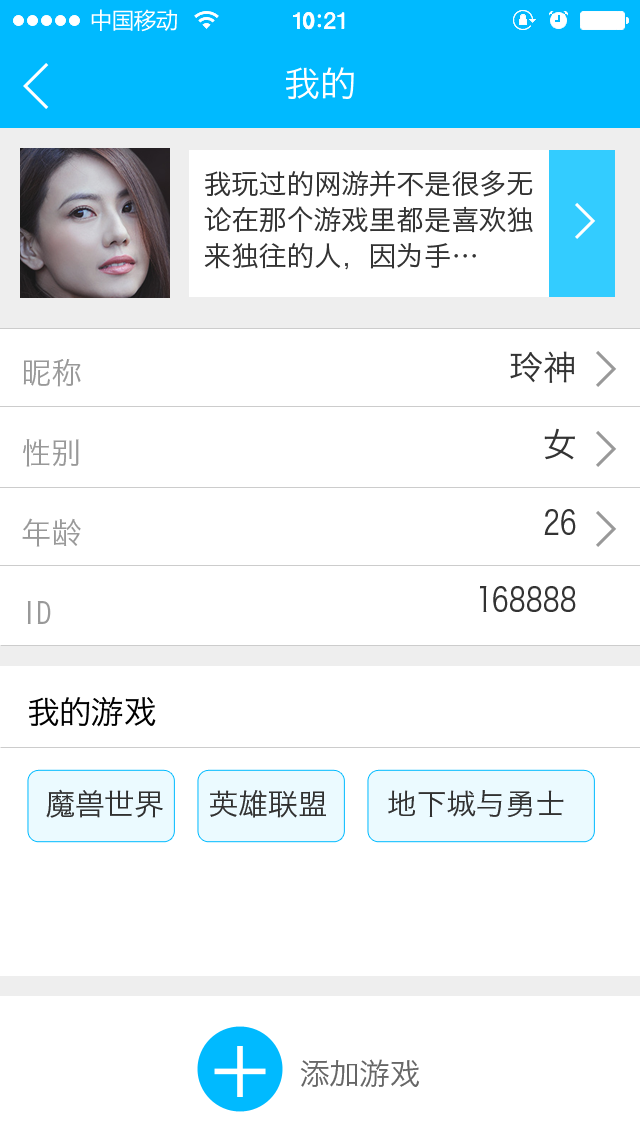 中国移动 10:21
我的
我玩过的网游并不是很多无
论在那个游戏里都是喜欢独
来独往的人，因为手…
昵称 玲神
性别 女
年龄 26
ID 168888
我的游戏
魔兽世界 英雄联盟 地下城与勇士
添加游戏